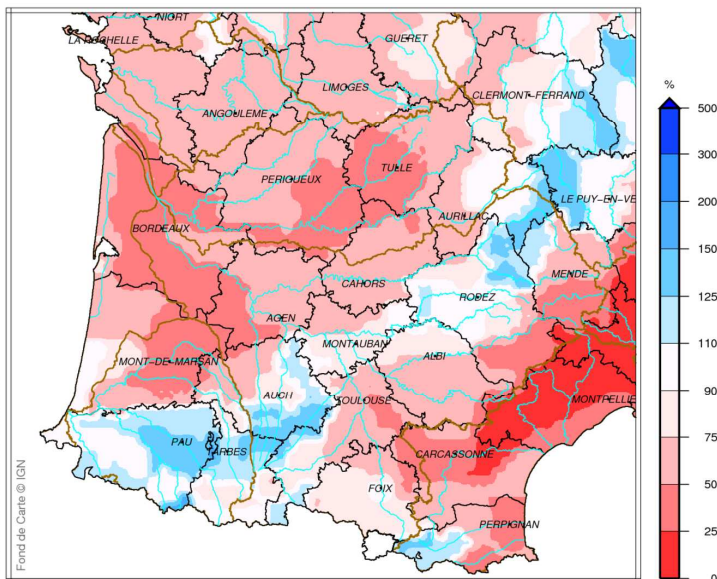 NIORT
LA ROCHELLE
GUERET
LIMOGES
CLERMONT-FERRAND
ANGOULEME
PERIGUEUX
TULLE
AURILLAC
LE PUY-EN-VE
BORDEAUX
MENDE
CAHORS
RODEZ
AGEN
MONTAUBAN
ALBI
MONT-DE-MARSAN
AUCH
TOULOUSE
MONTPELLIE
PAU
TARBES
CARCASSONNE
FOIX
PERPIGNAN
Fond de Carte © IGN
%
500
300
200
150
125
110
90
75
50
25
0